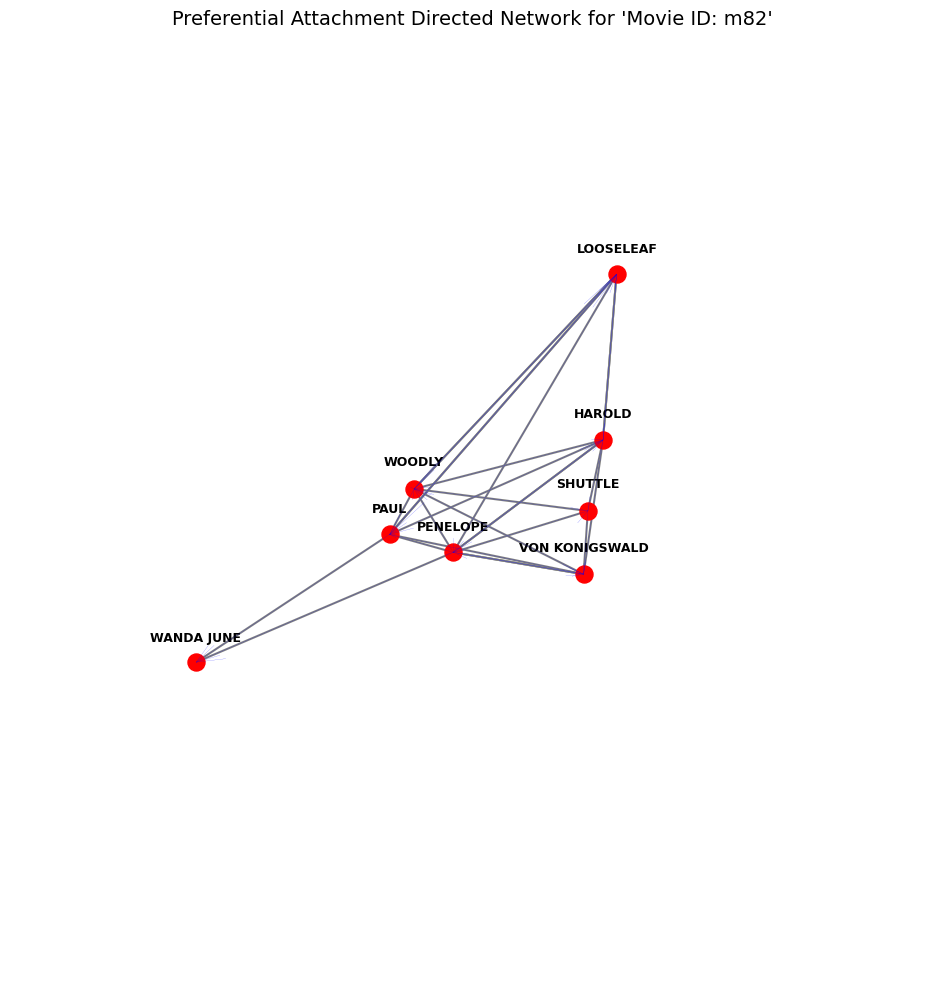 Preferential Attachment Directed Network for 'Movie ID: m82'
LOOSELEAF
HAROLD
WOODLY
SHUTTLE
PAUL
PENELOPE
VON KONIGSWALD
WANDA JUNE